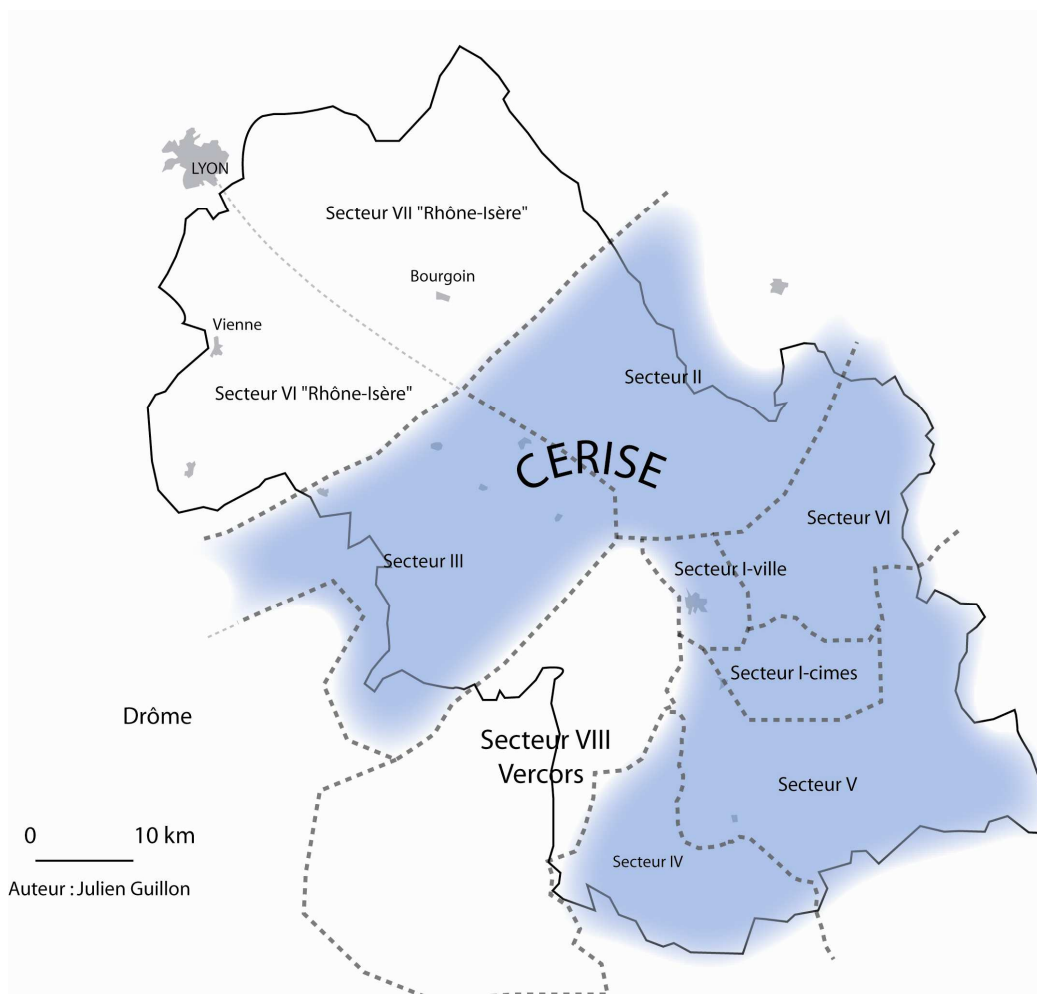 LYON
Secteur VII "Rhône-Isère"
Bourgoin
Vienne
Secteur II
Secteur VI "Rhône-Isère"
CERISE
Secteur VI
Secteur III
Secteur I-ville
Secteur I-cimes
Drôme
Secteur VIII
Vercors
Secteur V
0 10 km
Secteur IV
Auteur : Julien Guillon